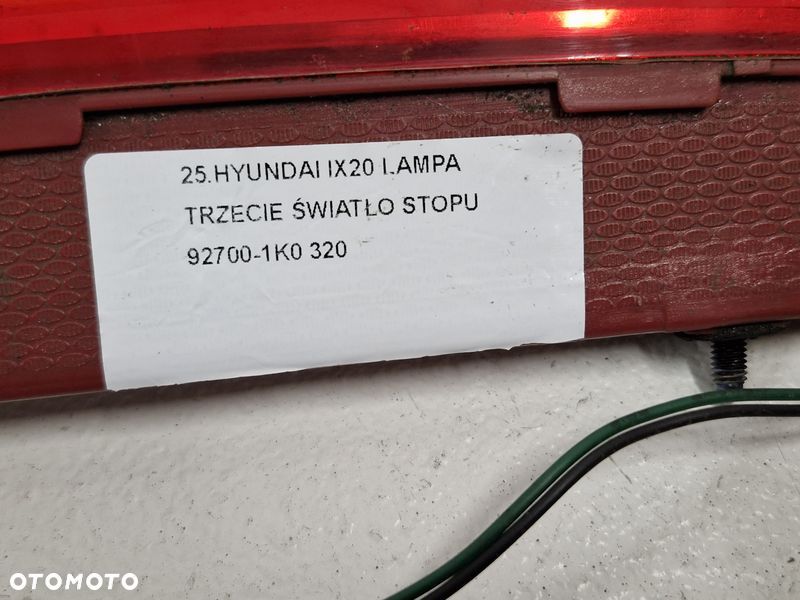 25.HYUNDAI IX20 LAMPA
TRZECIE ŚWIATŁO STOPU
92700-1K0 320
OTOMOTO